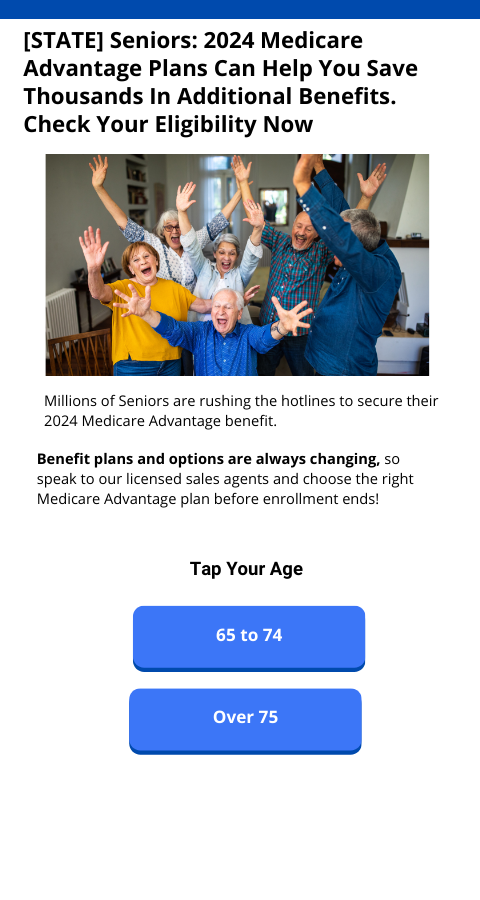 [STATE] Seniors: 2024 Medicare
Advantage Plans Can Help You Save
Thousands In Additional Benefits.
Check Your Eligibility Now
Millions of Seniors are rushing the hotlines to secure their
2024 Medicare Advantage benefit.
Benefit plans and options are always changing, so
speak to our licensed sales agents and choose the right
Medicare Advantage plan before enrollment ends!
Tap Your Age
65 to 74
Over 75